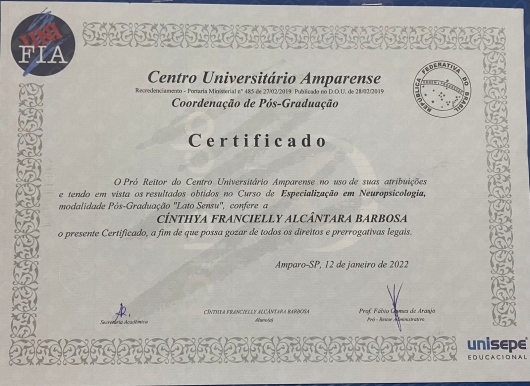 UNI
FIA
Centro Universitário Amparense
Recredenciamento - Portaria Ministerial nº 485 de 27/02/2019 Publicado no D.O.U. de 28/02/2019
Coordenação de Pós-Graduação
REPÚBLICA FEDERATIVA DO BRASIL
Certificado
O Pró Reitor do Centro Universitário Amparense no uso de suas atribuições
e tendo em vista os resultados obtidos no Curso de Especialização em Neuropsicologia,
modalidade Pós-Graduação "Lato Sensu", confere a
CÍNTHYA FRANCIELLY ALCÂNTARA BARBOSA
o presente Certificado, a fim de que possa gozar de todos os direitos e prerrogativas legais.
Amparo-SP, 12 de janeiro de 2022
Secretaria Acadêmica
CÍNTHYA FRANCIELLY ALCÂNTARA BARBOSA
Aluno(a)
Prof. Fábio Gomes de Araujo
Pró - Reitor Administrativo
unisepe
EDUCACIONAL